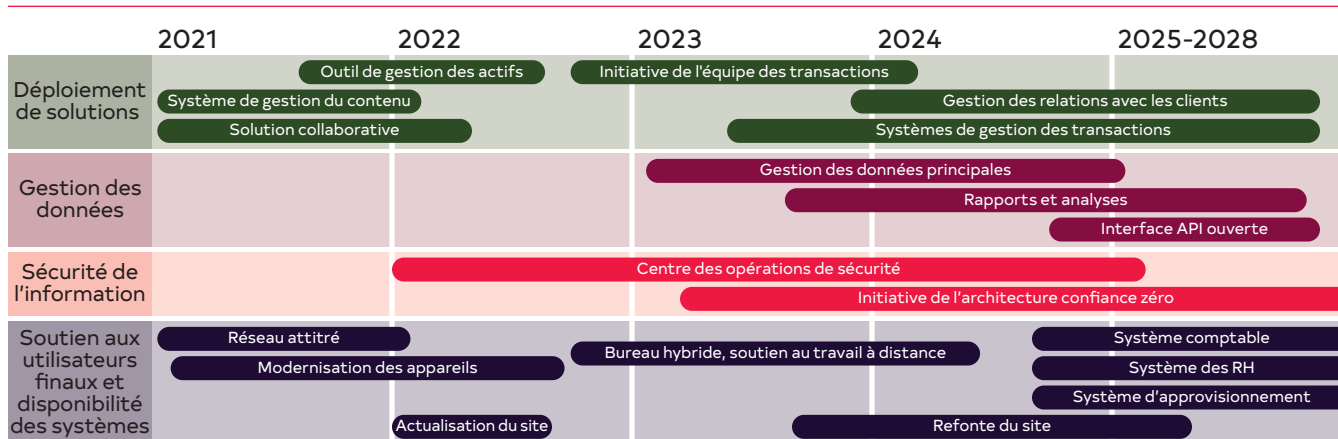 2021 2022 2023 2024 2025-2028
Déploiement
de solutions
Outil de gestion des actifs
Initiative de l'équipe des transactions
Système de gestion du contenu
Gestion des relations avec les clients
Solution collaborative
Systèmes de gestion des transactions
Gestion des
données
Gestion des données principales
Rapports et analyses
Interface API ouverte
Sécurité de
l'information
Centre des opérations de sécurité
Initiative de l'architecture confiance zéro
Soutien aux
utilisateurs
finaux et
disponibilité
des systèmes
Réseau attitré
Système comptable
Bureau hybride, soutien au travail à distance
Modernisation des appareils
Système des RH
Système d'approvisionnement
Actualisation du site
Refonte du site